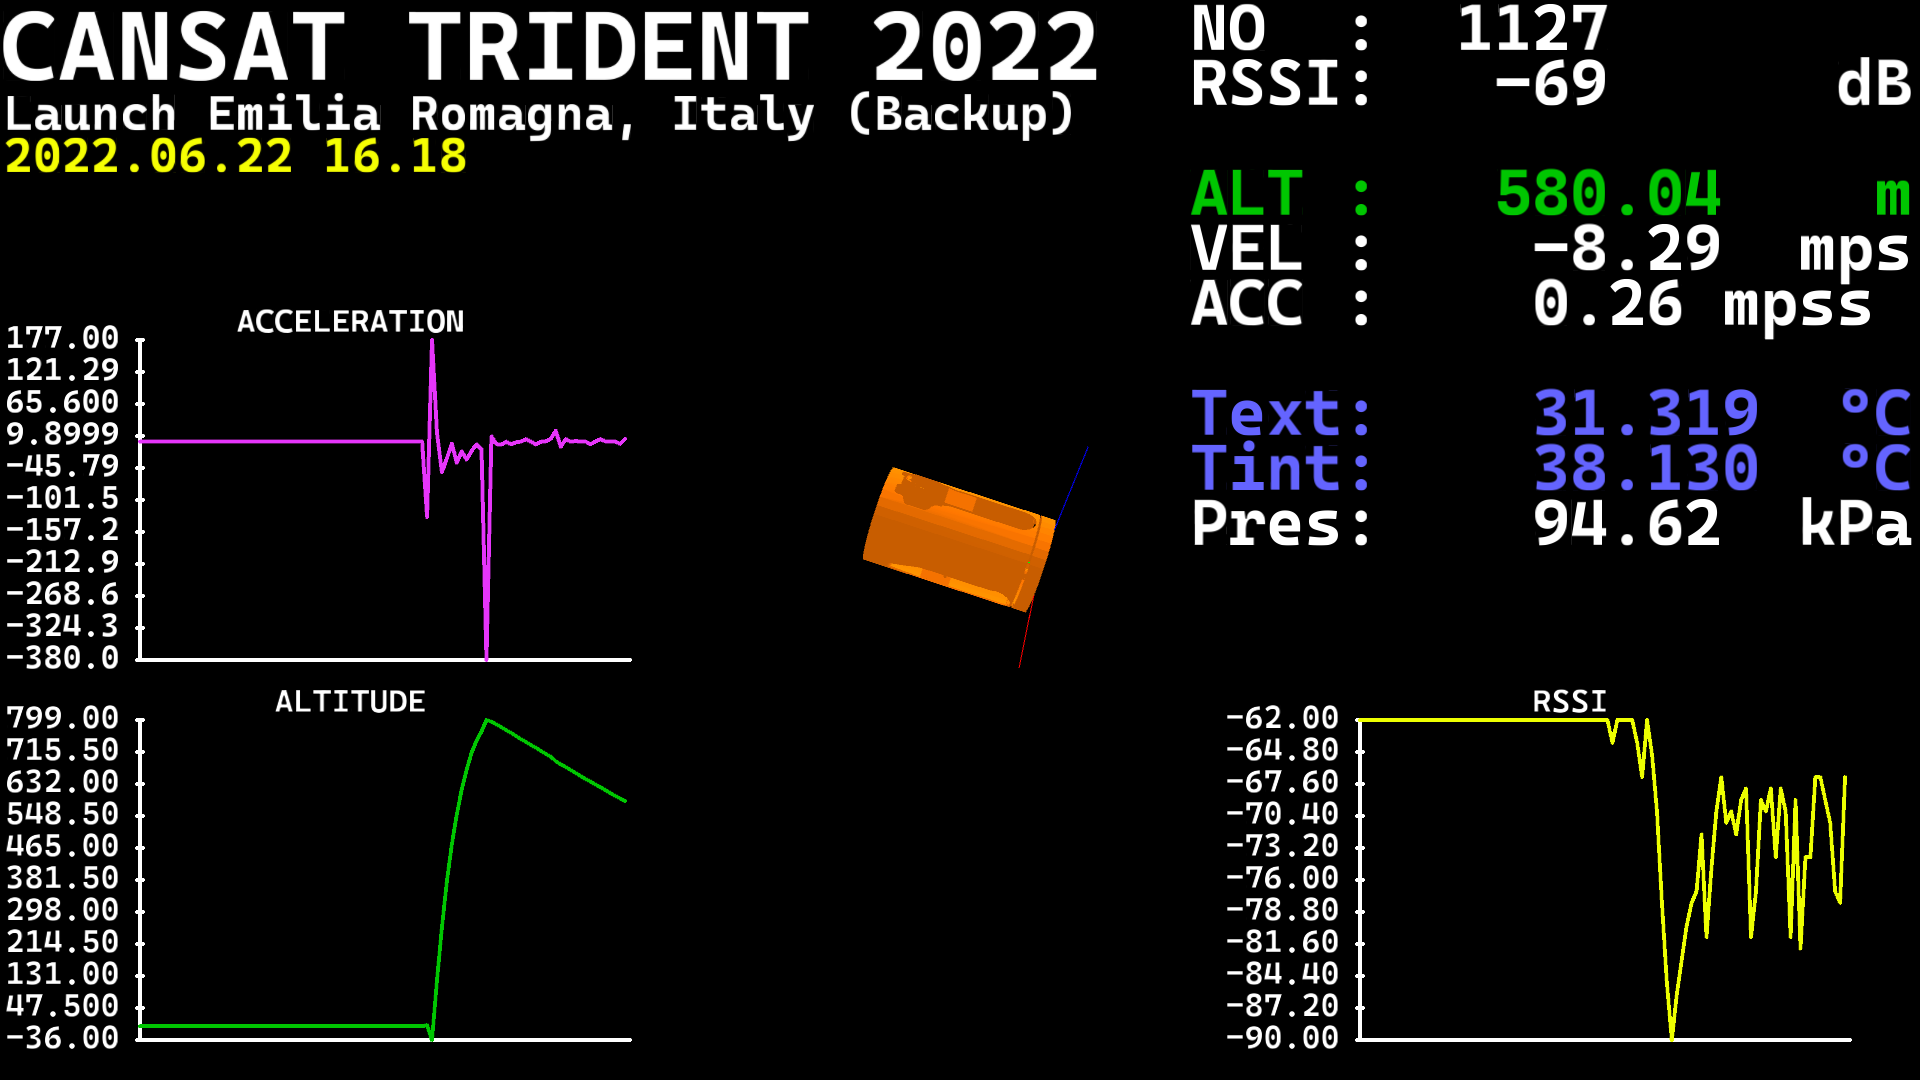 CANSAT TRIDENT 2022
Launch Emilia Romagna, Italy (Backup)
2022.06.22 16.18
NO : 1127
RSSI: -69 dB
ALT : 580.04 m
VEL : -8.29 mps
ACC : 0.26 mpss
Text: 31.319 °C
Tint: 38.130 °C
Pres: 94.62 kPa
ACCELERATION
177.00
121.29
65.600
9.8999
-45.79
-101.5
-157.2
-212.9
-268.6
-324.3
-380.0
ALTITUDE
799.00
715.50
632.00
548.50
465.00
381.50
298.00
214.50
131.00
47.500
-36.00
RSSI
-62.00
-64.80
-67.60
-70.40
-73.20
-76.00
-78.80
-81.60
-84.40
-87.20
-90.00